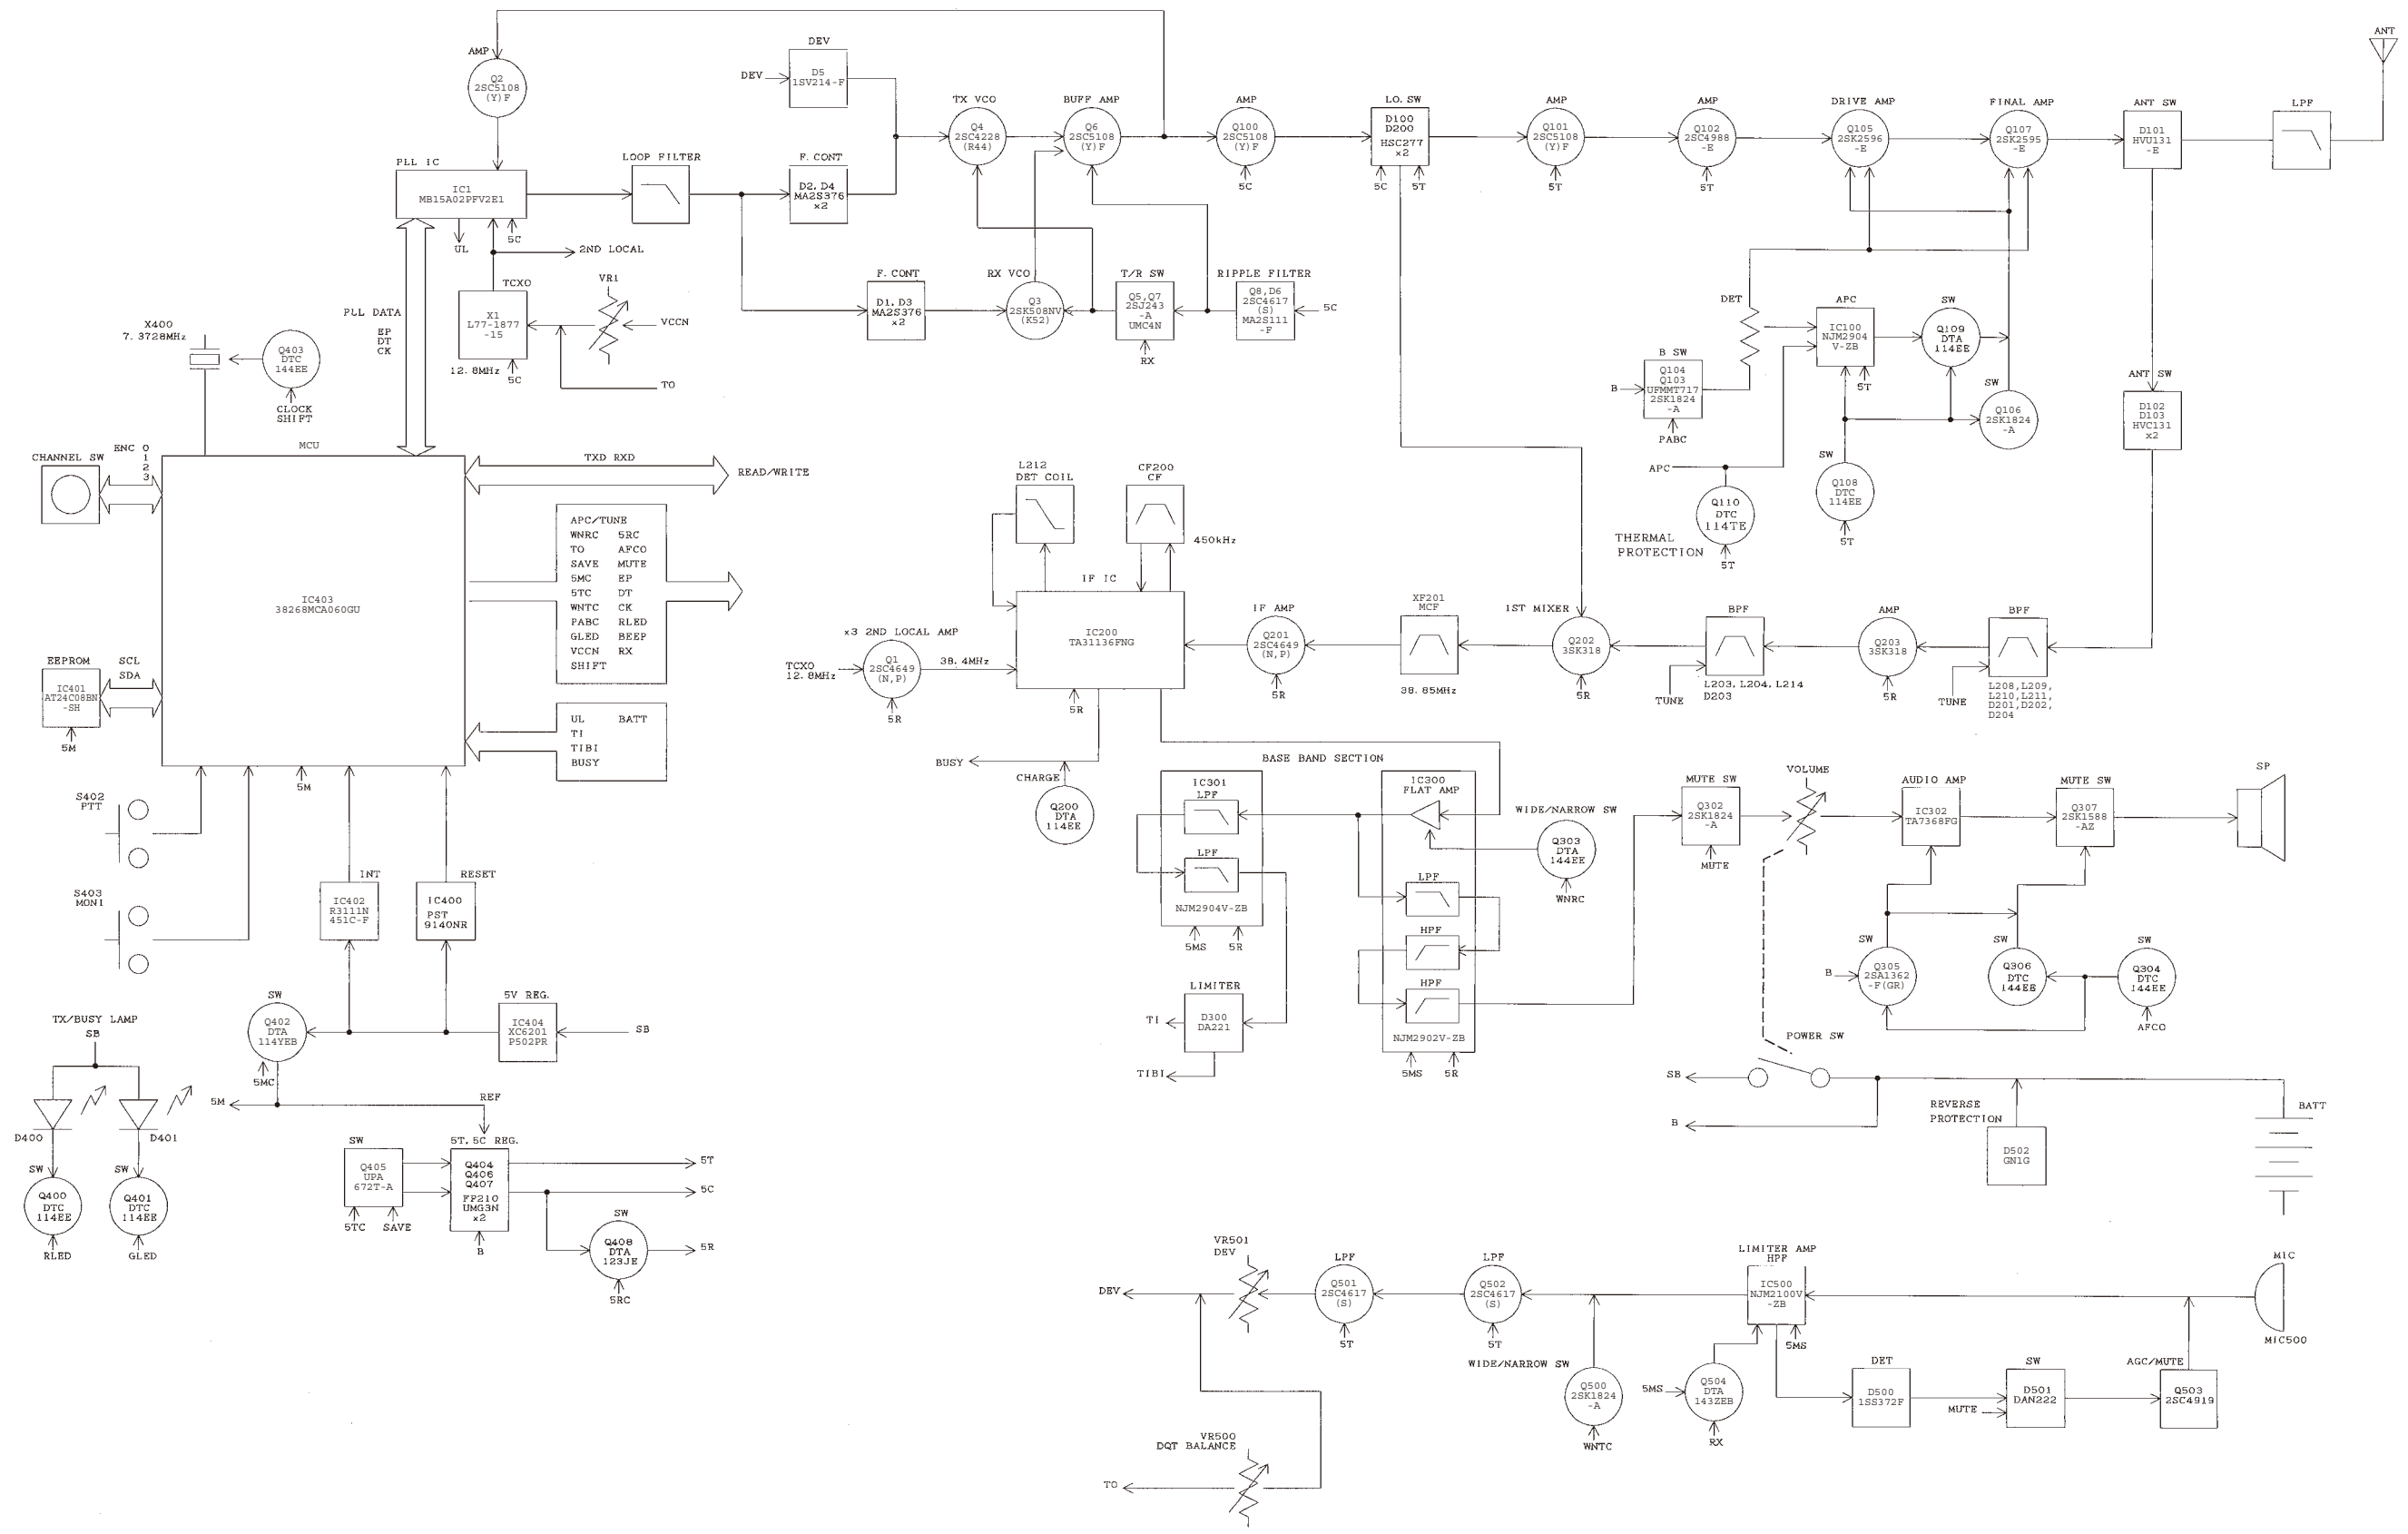 AMP
Q2
2SC5108
(Y)F
DEV
DEV
D5
1SV214-F
TX VCO
Q4
2SC4228
(R44)
BUFF AMP
Q6
2SC5108
(Y)F
AMP
Q100
2SC5108
(Y)F
5C
LO. SW
D100
D200
HSC277
x2
5C
5T
AMP
Q101
2SC5108
(Y)F
5T
AMP
Q102
2SC4988
-E
5T
DRIVE AMP
Q105
2SK2596
-E
FINAL AMP
Q107
2SK2595
-E
ANT SW
D101
HVU131
-E
LPF
ANT
PLL IC
IC1
MB15A02PFV2E1
UL
5C
2ND LOCAL
LOOP FILTER
F. CONT
D2, D4
MA2S376
x2
F. CONT
D1, D3
MA2S376
x2
RX VCO
Q3
2SK508NV
(K52)
T/R SW
Q5,Q7
2SJ243
-A
UMC4N
RX
RIPPLE FILTER
Q8,D6
2SC4617
(S)
MA2S111
-F
5C
TCXO
X1
L77-1877
-15
12.8MHz
5C
VR1
VCCN
TO
PLL DATA
EP
DT
CK
X400
7.3728MHz
Q403
DTC
144EE
CLOCK
SHIFT
DET
B SW
Q104
Q103
UFMMT717
2SK1824
-A
B
PABC
APC
IC100
NJM2904
V-ZB
5T
SW
Q109
DTA
114EE
SW
Q106
2SK1824
-A
SW
Q108
DTC
114EE
5T
APC
Q110
DTC
114TE
5T
THERMAL
PROTECTION
ANT SW
D102
D103
HVC131
x2
MCU
IC403
38268MCA060GU
CHANNEL SW
ENC 0
1
2
3
TXD RXD
READ/WRITE
APC/TUNE
WNRC 5RC
TO AFCO
SAVE MUTE
5MC EP
5TC DT
WNTC CK
PABC RLED
GLED BEEP
VCCN RX
SHIFT
UL BATT
TI
TIBI
BUSY
EEPROM
IC401
AT24C08BN
-SH
SCL
SDA
5M
L212
DET COIL
CF200
CF
450kHz
IF IC
IC200
TA31136FNG
5R
x3 2ND LOCAL AMP
TCXO
12.8MHz
Q1
2SC4649
(N,P)
5R
38.4MHz
IF AMP
Q201
2SC4649
(N,P)
5R
XF201
MCF
38.85MHz
1ST MIXER
Q202
3SK318
5R
BPF
TUNE
L203, L204, L214
D203
AMP
Q203
3SK318
5R
BPF
TUNE
L208,L209,
L210,L211,
D201,D202,
D204
BUSY
CHARGE
Q200
DTA
114EE
BASE BAND SECTION
IC301
LPF
LPF
NJM2904V-ZB
5MS
5R
IC300
FLAT AMP
LPF
HPF
HPF
NJM2902V-ZB
5MS
5R
WIDE/NARROW SW
Q303
DTA
144EE
WNRC
LIMITER
D300
DA221
TI
TIBI
MUTE SW
Q302
2SK1824
-A
MUTE
VOLUME
AUDIO AMP
IC302
TA7368FG
MUTE SW
Q307
2SK1588
-AZ
SP
SW
Q305
2SA1362
-F(GR)
B
SW
Q306
DTC
144EE
SW
Q304
DTC
144EE
AFCO
POWER SW
SB
B
REVERSE
PROTECTION
D502
GN1G
BATT
S402
PTT
S403
MONI
5M
INT
IC402
R3111N
451C-F
RESET
IC400
PST
9140NR
SW
Q402
DTA
114YEB
5MC
5V REG.
IC404
XC6201
P502PR
SB
TX/BUSY LAMP
SB
D400
D401
SW
Q400
DTC
114EE
RLED
SW
Q401
DTC
114EE
GLED
5M
REF
SW
Q405
UPA
672T-A
5TC
SAVE
5T, 5C REG.
Q404
Q406
Q407
FP210
UMG3N
x2
B
5T
5C
SW
Q408
DTA
123JE
5RC
5R
VR501
DEV
DEV
LPF
Q501
2SC4617
(S)
5T
LPF
Q502
2SC4617
(S)
5T
WIDE/NARROW SW
Q500
2SK1824
-A
WNTC
LIMITER AMP
HPF
IC500
NJM2100V
-ZB
5MS
5MS
Q504
DTA
143ZEB
RX
DET
D500
1SS372F
SW
D501
DAN222
MUTE
AGC/MUTE
Q503
2SC4919
MIC
MIC500
VR500
DQT BALANCE
TO